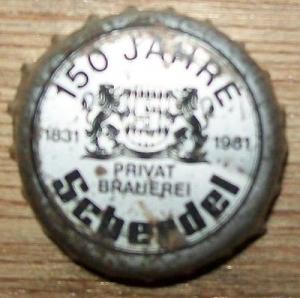 150 JAHRE
1831 1981
PRIVAT
BRAUEREI
Scherdel